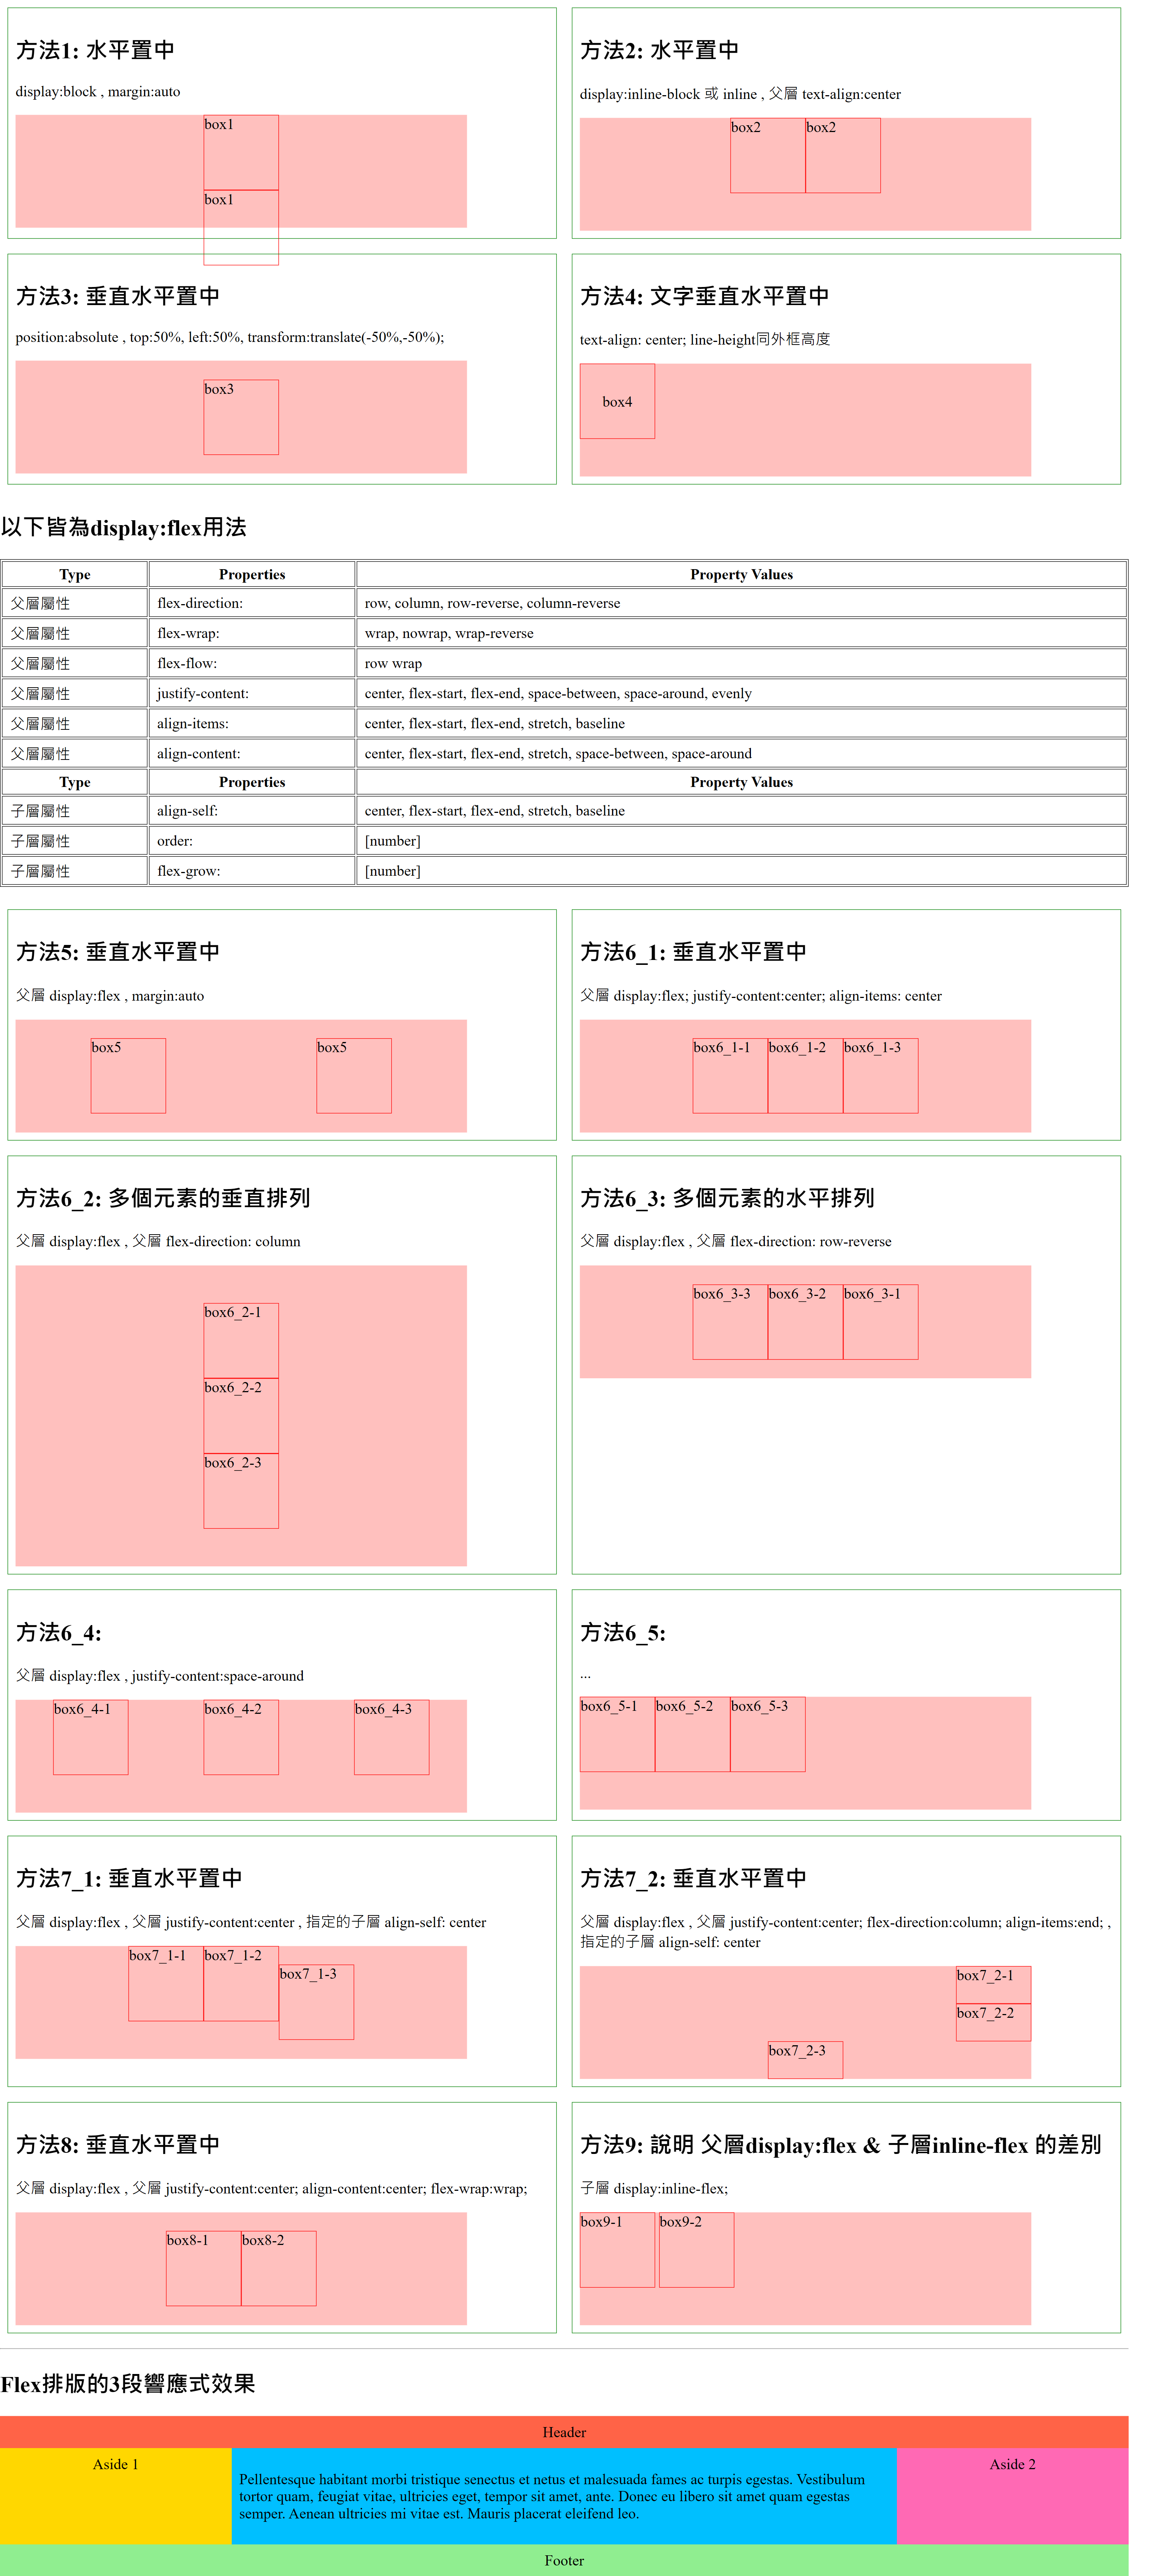 方法1: 水平置中
display:block , margin:auto
box1
box1
方法2: 水平置中
display:inline-block 或 inline , 父層 text-align:center
box2 box2
方法3: 垂直水平置中
position:absolute , top:50%, left:50%, transform:translate(-50%,-50%);
box3
方法4: 文字垂直水平置中
text-align: center; line-height同外框高度
box4
以下皆為display:flex用法
Type Properties Property Values
父層屬性 flex-direction: row, column, row-reverse, column-reverse
父層屬性 flex-wrap: wrap, nowrap, wrap-reverse
父層屬性 flex-flow: row wrap
父層屬性 justify-content: center, flex-start, flex-end, space-between, space-around, evenly
父層屬性 align-items: center, flex-start, flex-end, stretch, baseline
父層屬性 align-content: center, flex-start, flex-end, stretch, space-between, space-around
Type Properties Property Values
子層屬性 align-self: center, flex-start, flex-end, stretch, baseline
子層屬性 order: [number]
子層屬性 flex-grow: [number]
方法5: 垂直水平置中
父層 display:flex , margin:auto
box5 box5
方法6_1: 垂直水平置中
父層 display:flex; justify-content:center; align-items: center
box6_1-1 box6_1-2 box6_1-3
方法6_2: 多個元素的垂直排列
父層 display:flex , 父層 flex-direction: column
box6_2-1
box6_2-2
box6_2-3
方法6_3: 多個元素的水平排列
父層 display:flex , 父層 flex-direction: row-reverse
box6_3-3 box6_3-2 box6_3-1
方法6_4:
父層 display:flex , justify-content:space-around
box6_4-1 box6_4-2 box6_4-3
方法6_5:
...
box6_5-1 box6_5-2 box6_5-3
方法7_1: 垂直水平置中
父層 display:flex , 父層 justify-content:center , 指定的子層 align-self: center
box7_1-1 box7_1-2 box7_1-3
方法7_2: 垂直水平置中
父層 display:flex , 父層 justify-content:center; flex-direction:column; align-items:end; ,
指定的子層 align-self: center
box7_2-1
box7_2-2
box7_2-3
方法8: 垂直水平置中
父層 display:flex , 父層 justify-content:center; align-content:center; flex-wrap:wrap;
box8-1 box8-2
方法9: 說明 父層display:flex & 子層inline-flex 的差別
子層 display:inline-flex;
box9-1 box9-2
Flex排版的3段響應式效果
Header
Aside 1
Pellentesque habitant morbi tristique senectus et netus et malesuada fames ac turpis egestas. Vestibulum
tortor quam, feugiat vitae, ultricies eget, tempor sit amet, ante. Donec eu libero sit amet quam egestas
semper. Aenean ultricies mi vitae est. Mauris placerat eleifend leo.
Aside 2
Footer